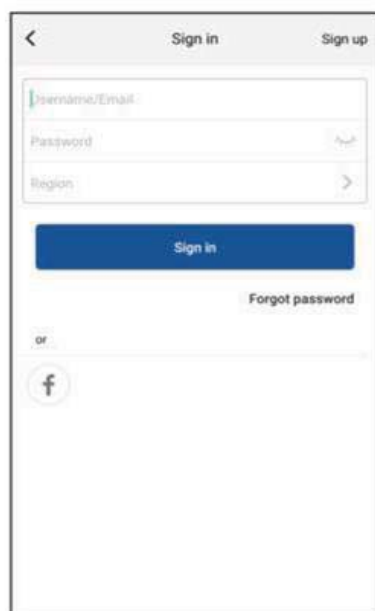 Sign in
Sign up
Username/Email
Password
Region
Sign in
Forgot password
or
f